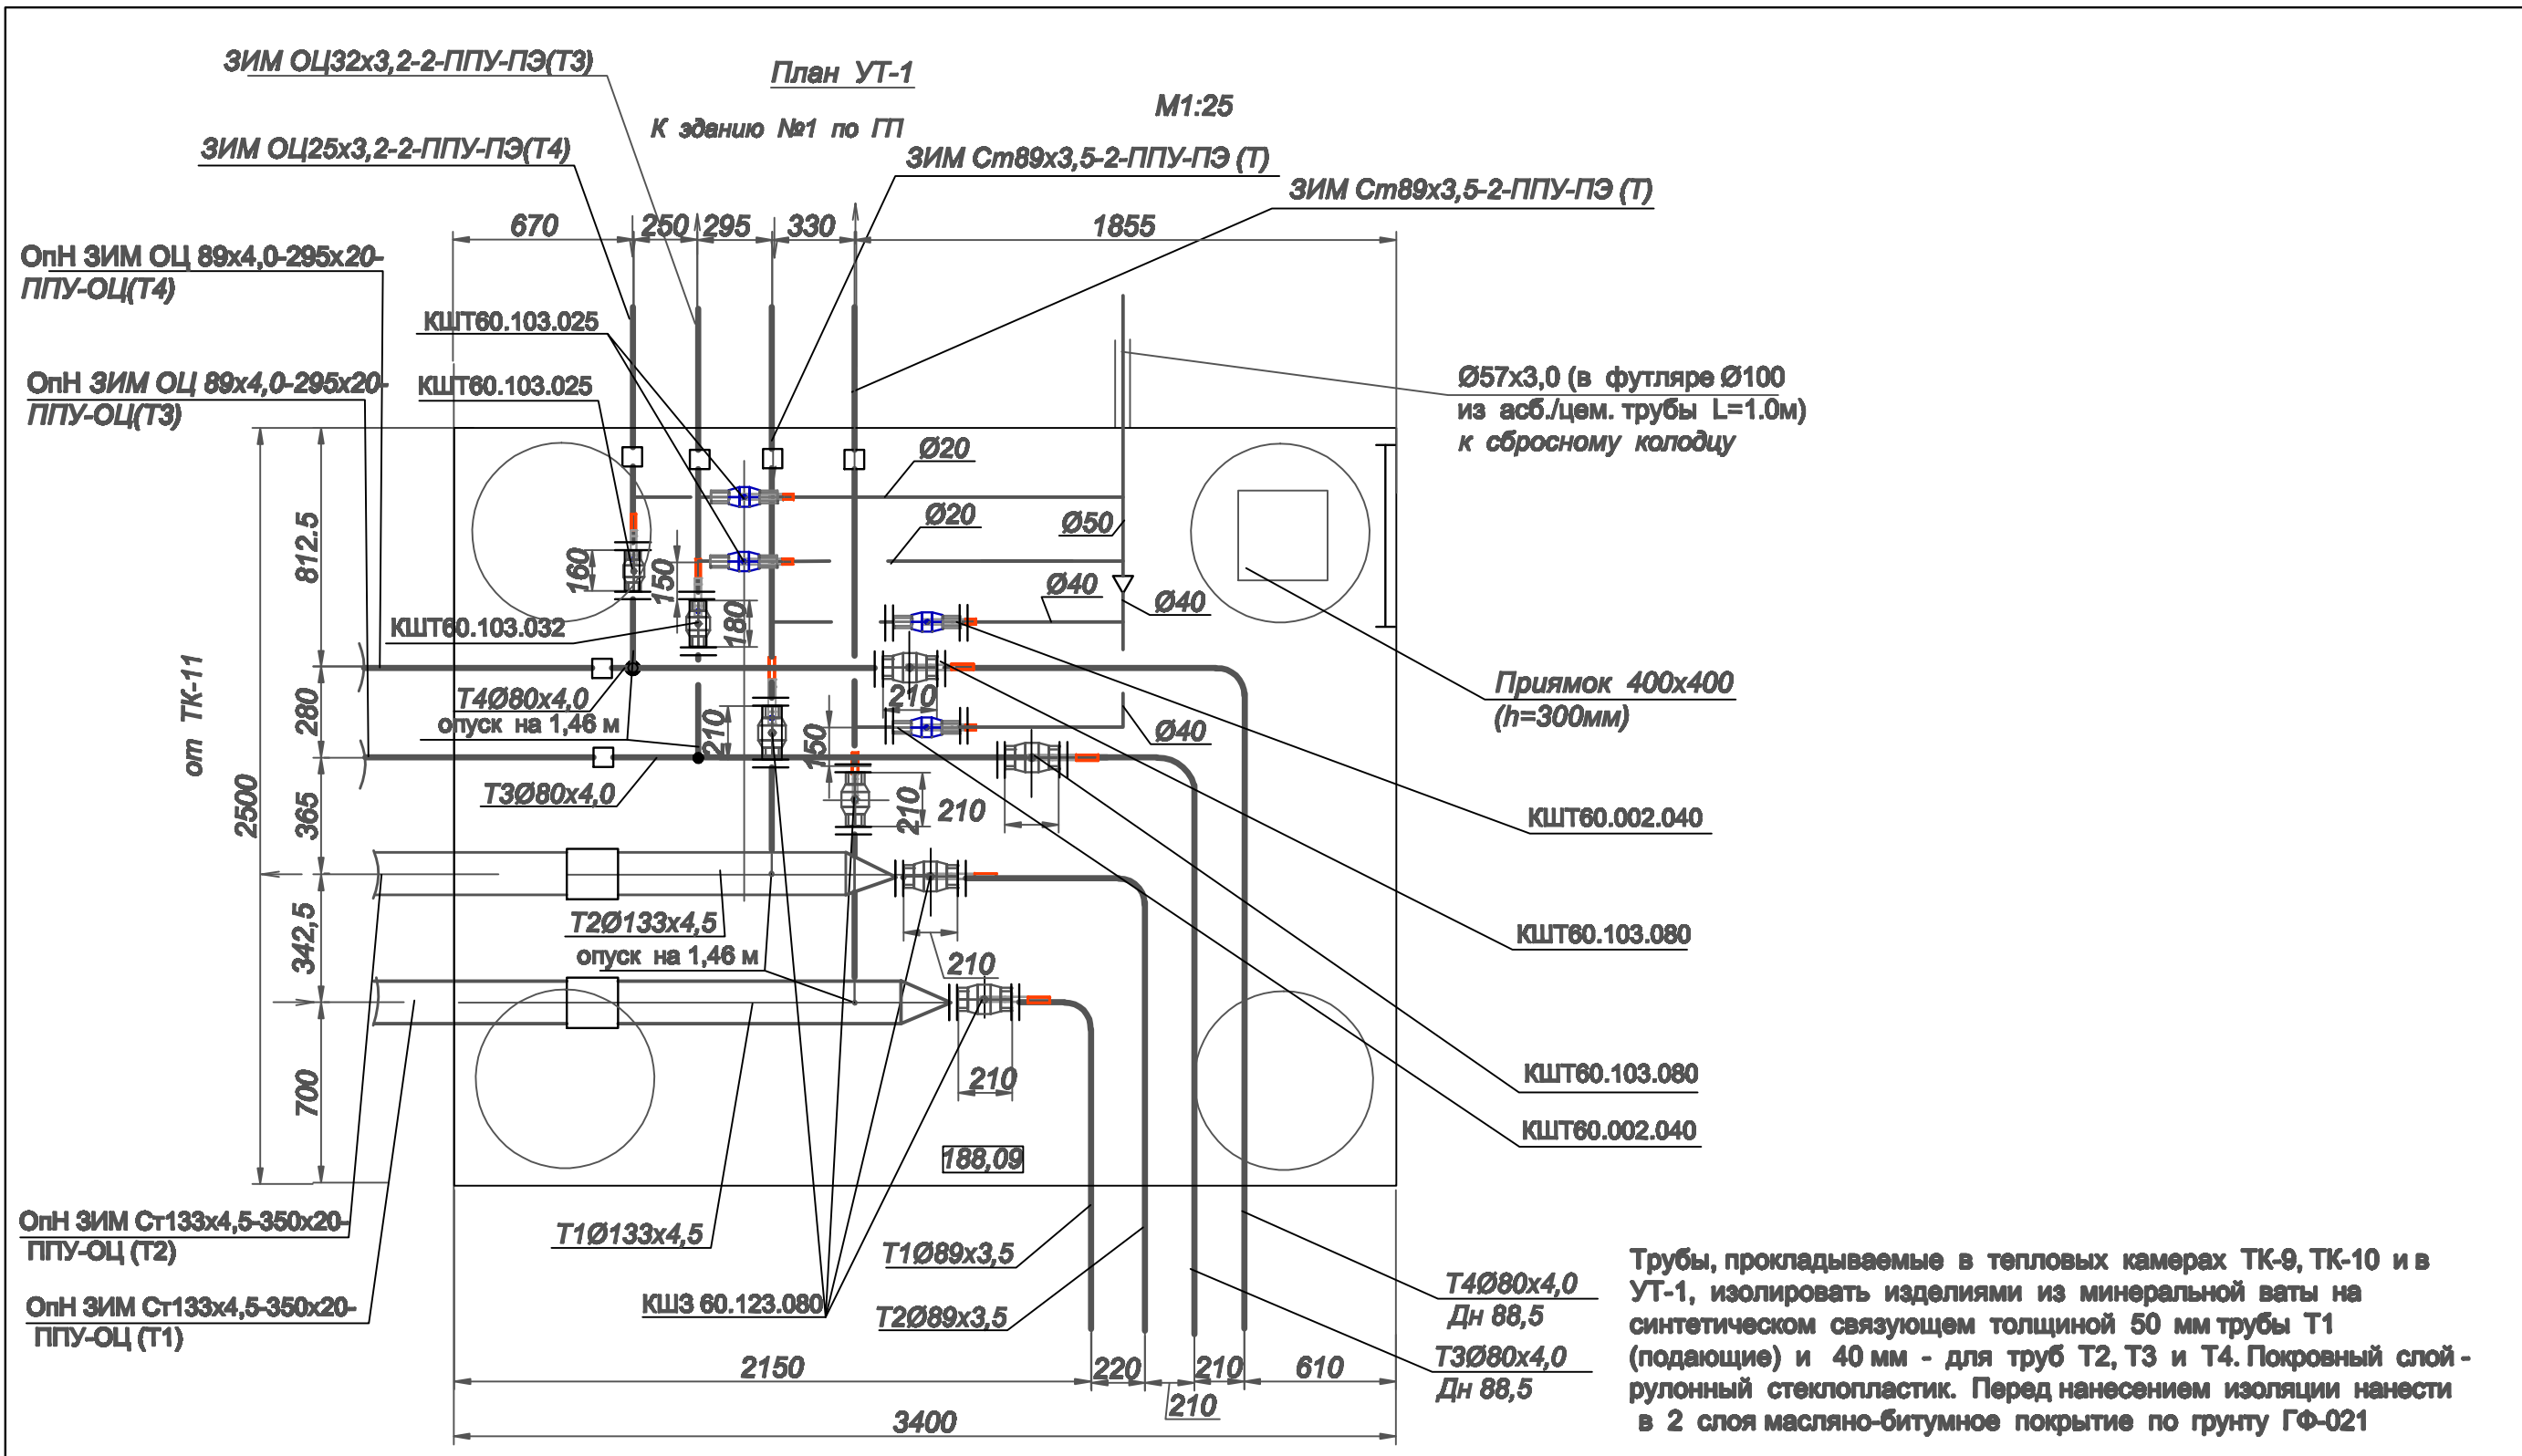 ЗИМ ОЦ32х3,2-2-ППУ-ПЭ(Т3)
План УТ-1
М1:25
К зданию №1 по ГП
ЗИМ ОЦ25х3,2-2-ППУ-ПЭ(Т4)
ЗИМ Ст89х3,5-2-ППУ-ПЭ (Т)
ЗИМ Ст89х3,5-2-ППУ-ПЭ (Т)
670
250
295
330
1855
ОпН ЗИМ ОЦ 89х4,0-295х20-
ППУ-ОЦ(Т4)
КШТ60.103.025
ОпН ЗИМ ОЦ 89х4,0-295х20-
ППУ-ОЦ(Т3)
КШТ60.103.025
Ø57х3,0 (в футляре Ø100
из асб./цем. трубы L=1.0м)
к сбросному колодцу
Ø20
Ø20
Ø50
812.5
160
150
180
Ø40
Ø40
КШТ60.103.032
от ТК-11
280
Т4Ø80х4,0
опуск на 1,46 м
210
210
150
Ø40
Приямок 400х400
(h=300мм)
2500
365
Т3Ø80х4,0
210
210
КШТ60.002.040
342,5
Т2Ø133х4,5
опуск на 1,46 м
210
КШТ60.103.080
700
210
КШТ60.103.080
КШТ60.002.040
188,09
ОпН ЗИМ Ст133х4,5-350х20-
ППУ-ОЦ (Т2)
Т1Ø133х4,5
Т1Ø89х3,5
ОпН ЗИМ Ст133х4,5-350х20-
ППУ-ОЦ (Т1)
КШЗ 60.123.080
Т2Ø89х3,5
Т4Ø80х4,0
Дн 88,5
Т3Ø80х4,0
Дн 88,5
2150
220
210
610
210
3400
Трубы, прокладываемые в тепловых камерах ТК-9, ТК-10 и в
УТ-1, изолировать изделиями из минеральной ваты на
синтетическом связующем толщиной 50 мм трубы Т1
(подающие) и 40 мм - для труб Т2, Т3 и Т4. Покровный слой -
рулонный стеклопластик. Перед нанесением изоляции нанести
в 2 слоя масляно-битумное покрытие по грунту ГФ-021